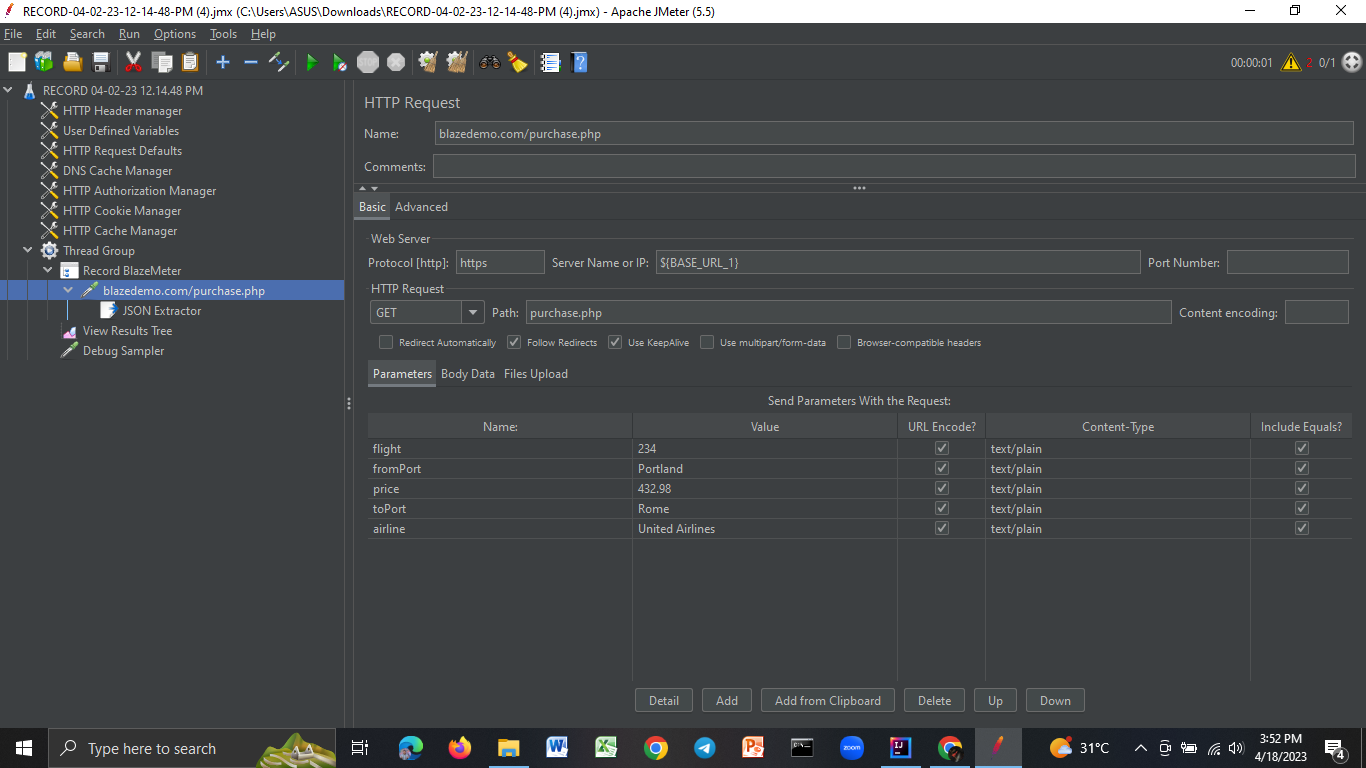 RECORD-04-02-23-12-14-48-PM (4).jmx (C:\Users\ASUS\Downloads\RECORD-04-02-23-12-14-48-PM (4).jmx) - Apache JMeter (5.5)
File Edit Search Run Options Tools Help
STOP
00:00:01 2 0/1
RECORD 04-02-23 12.14.48 PM
HTTP Header manager
User Defined Variables
HTTP Request Defaults
DNS Cache Manager
HTTP Authorization Manager
HTTP Cookie Manager
HTTP Cache Manager
Thread Group
Record BlazeMeter
blazedemo.com/purchase.php
JSON Extractor
View Results Tree
Debug Sampler
HTTP Request
Name: blazedemo.com/purchase.php
Comments:
Basic Advanced
Web Server
Protocol [http]: https Server Name or IP: ${BASE_URL_1} Port Number:
HTTP Request
GET Path: purchase.php Content encoding:
Redirect Automatically Follow Redirects Use KeepAlive Use multipart/form-data Browser-compatible headers
Parameters Body Data Files Upload
Send Parameters With the Request:
Name: Value URL Encode? Content-Type Include Equals?
flight 234 text/plain
fromPort Portland text/plain
price 432.98 text/plain
toPort Rome text/plain
airline United Airlines text/plain
Detail Add Add from Clipboard Delete Up Down
Type here to search zoom 31°C 3:52 PM
4/18/2023 4